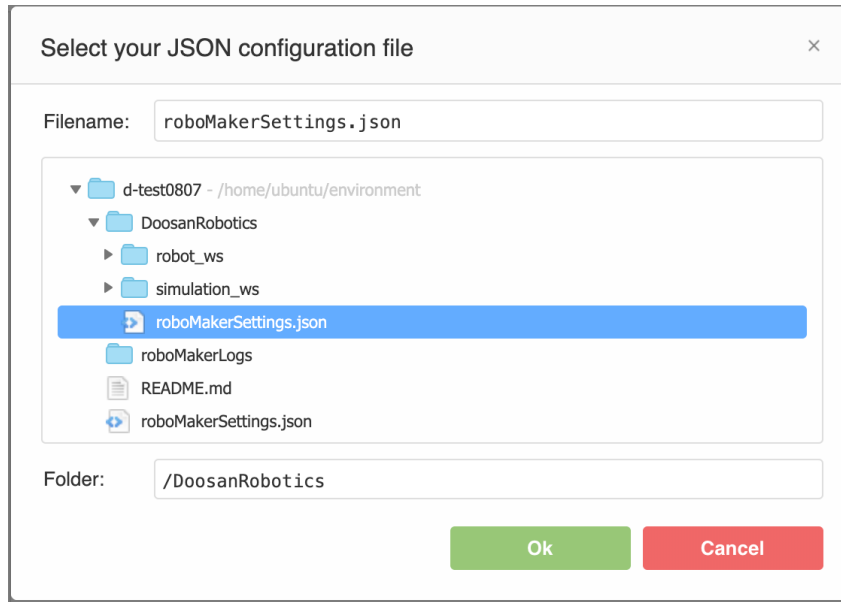 Select your JSON configuration file
Filename: roboMakerSettings.json
d-test0807 - /home/ubuntu/environment
DoosanRobotics
robot_ws
simulation_ws
roboMakerSettings.json
roboMakerLogs
README.md
roboMakerSettings.json
Folder: /DoosanRobotics
Ok Cancel